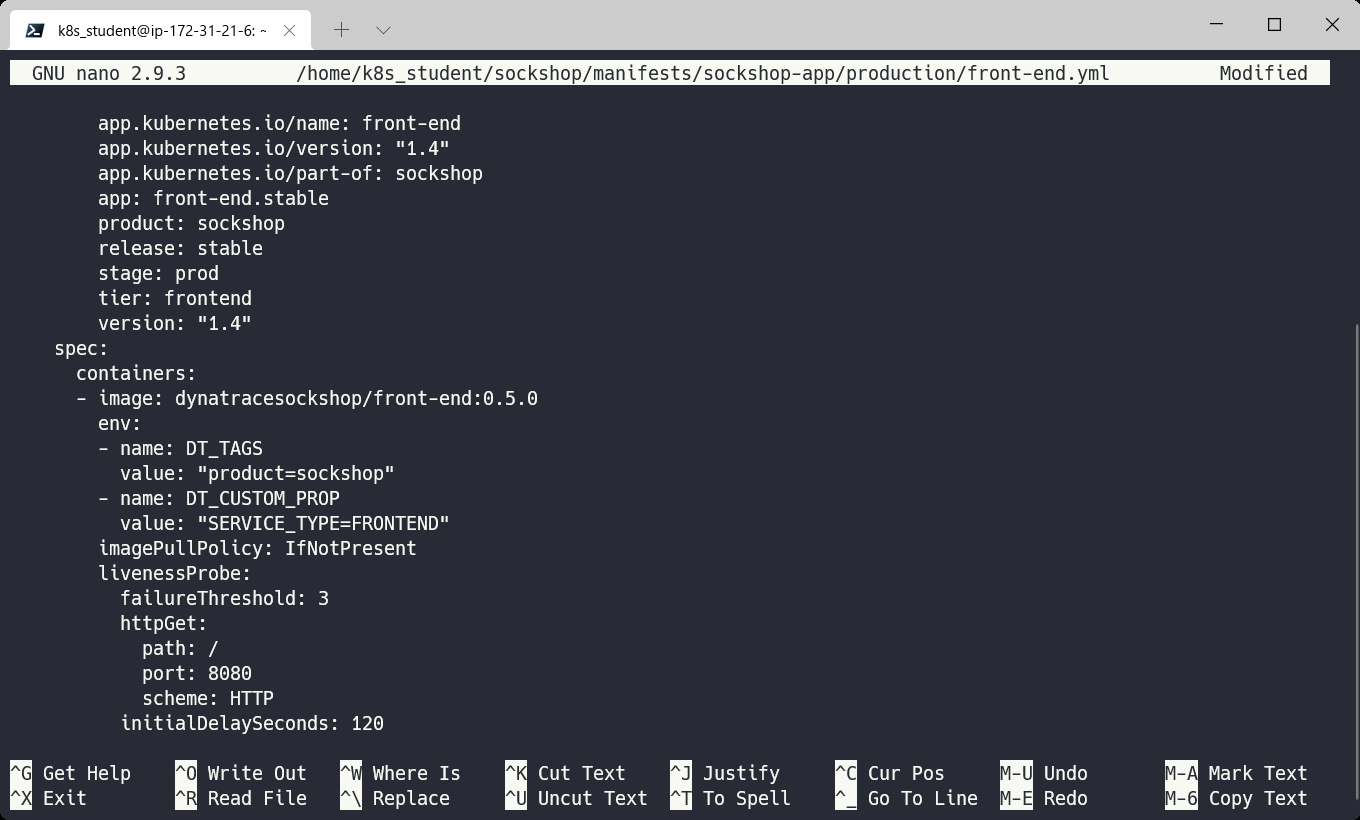 k8s_student@ip-172-31-21-6: ~
GNU nano 2.9.3 /home/k8s_student/sockshop/manifests/sockshop-app/production/front-end.yml Modified
app.kubernetes.io/name: front-end
app.kubernetes.io/version: "1.4"
app.kubernetes.io/part-of: sockshop
app: front-end.stable
product: sockshop
release: stable
stage: prod
tier: frontend
version: "1.4"
spec:
containers:
- image: dynatracesockshop/front-end:0.5.0
env:
- name: DT_TAGS
value: "product=sockshop"
- name: DT_CUSTOM_PROP
value: "SERVICE_TYPE=FRONTEND"
imagePullPolicy: IfNotPresent
livenessProbe:
failureThreshold: 3
httpGet:
path: /
port: 8080
scheme: HTTP
initialDelaySeconds: 120
^G Get Help ^O Write Out ^W Where Is ^K Cut Text ^J Justify ^C Cur Pos M-U Undo M-A Mark Text
^X Exit ^R Read File ^\ Replace ^U Uncut Text ^T To Spell ^_ Go To Line M-E Redo M-6 Copy Text